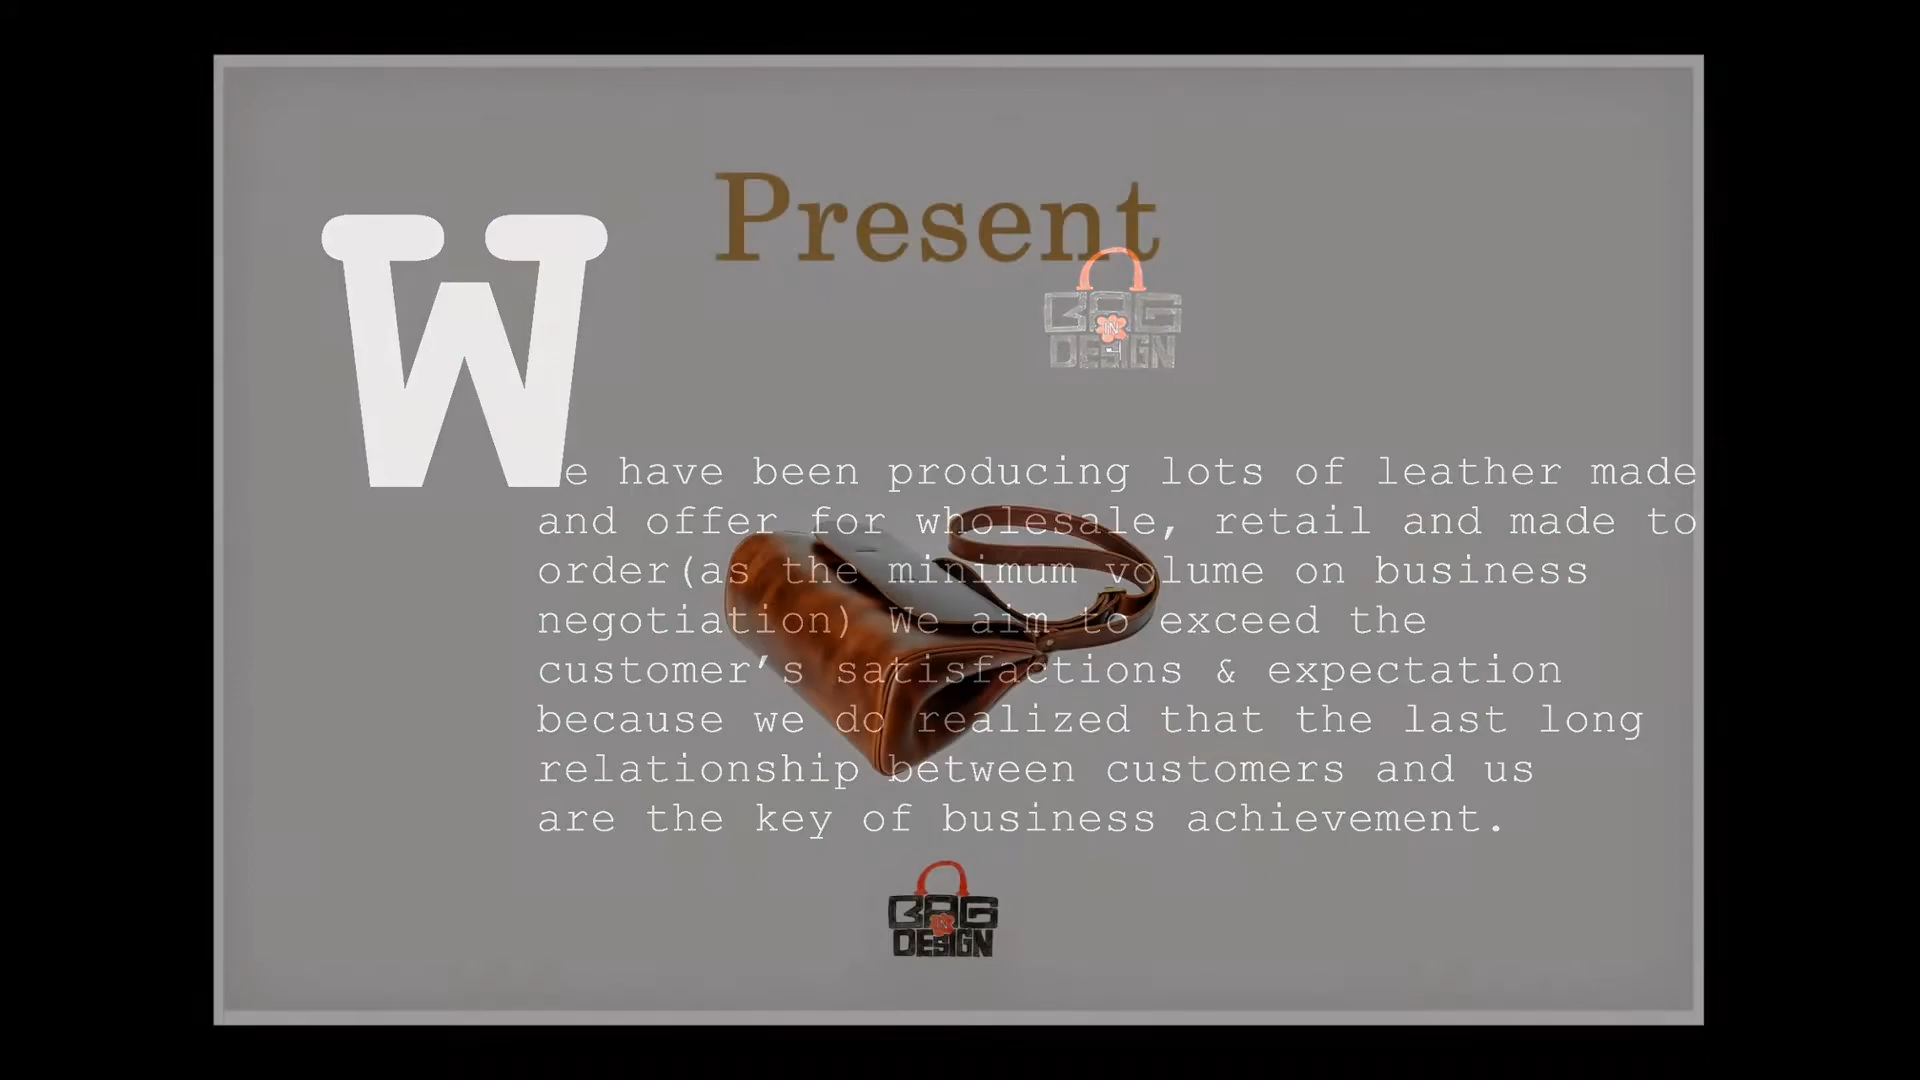 Present
BAG
IN
DESIGN
We have been producing lots of leather made
and offer for wholesale, retail and made to
order(as the minimum volume on business
negotiation) We aim to exceed the
customer’s satisfactions & expectation
because we do realized that the last long
relationship between customers and us
are the key of business achievement.
BAG
IN
DESIGN